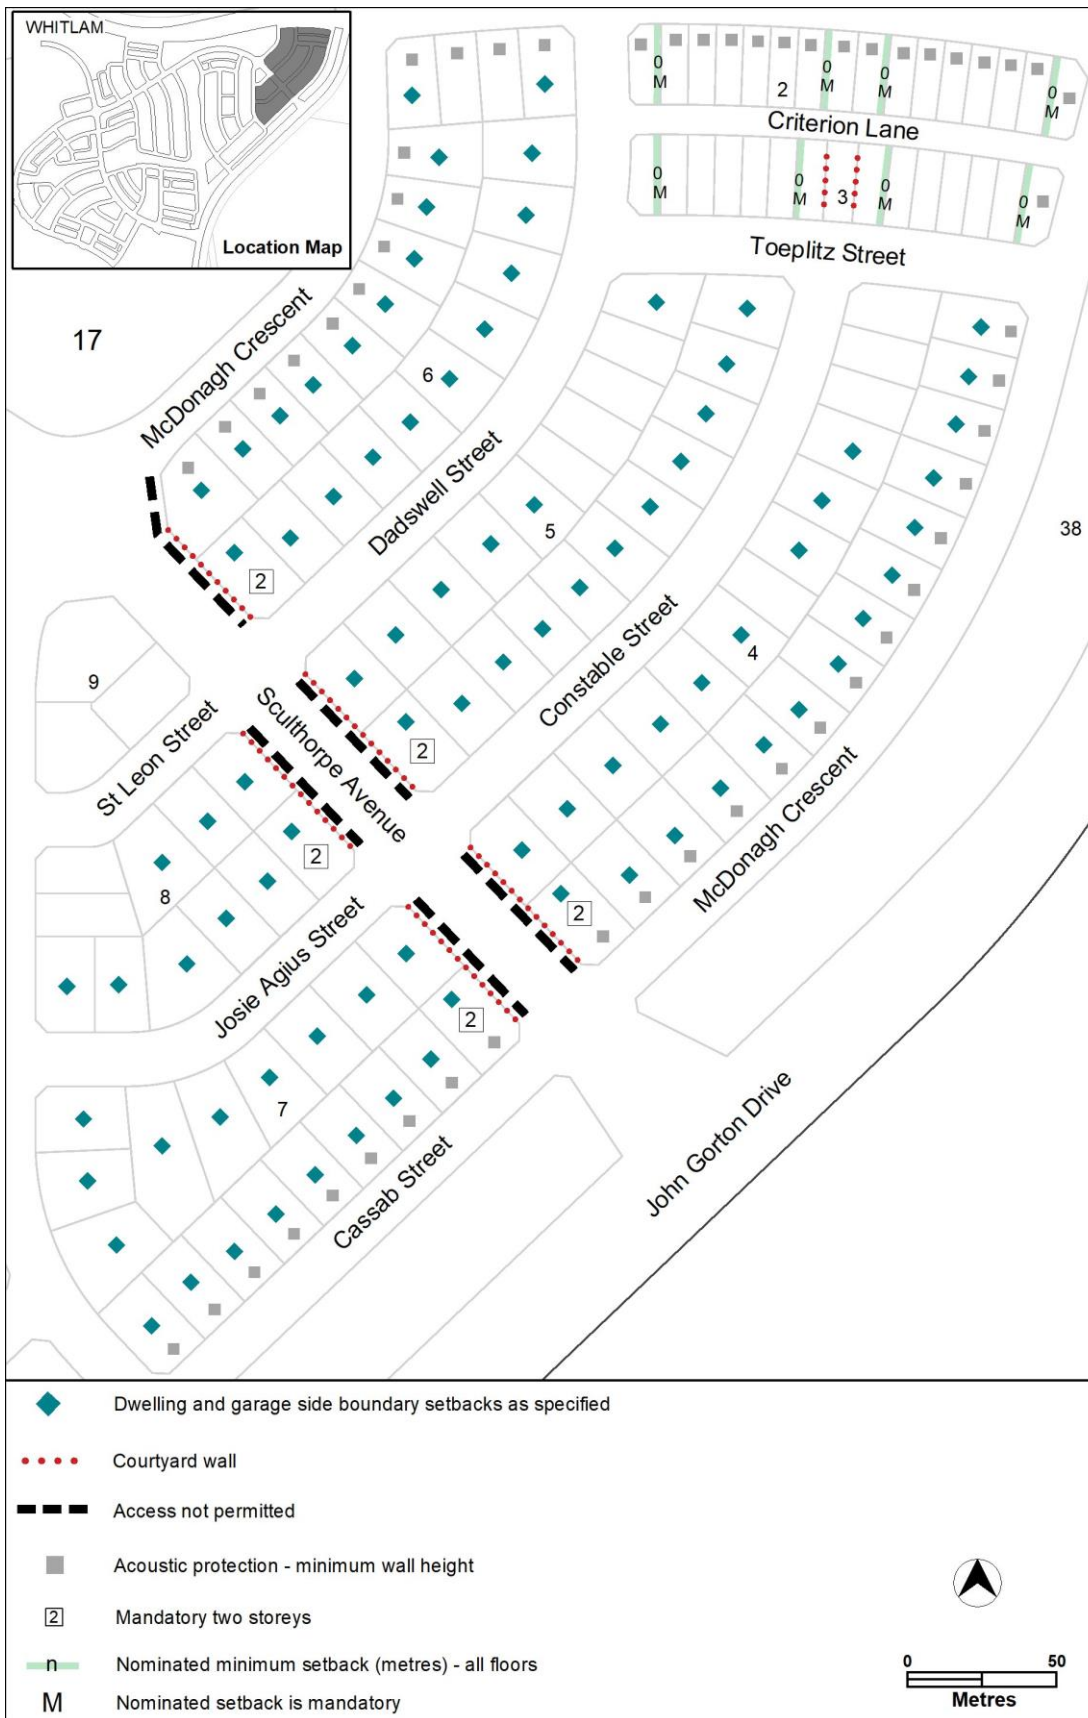 WHITLAM
Location Map
0
M
0
M
0
M
0
M
2
Criterion Lane
0
M
0
M
3
0
M
0
M
Toeplitz Street
17
McDonagh Crescent
6
Dadswell Street
5
38
2
Constable Street
4
9
St Leon Street
Sculthorpe Avenue
2
McDonagh Crescent
2
8
Josie Agius Street
2
2
7
Cassab Street
John Gorton Drive
Dwelling and garage side boundary setbacks as specified
Courtyard wall
Access not permitted
Acoustic protection - minimum wall height
2 Mandatory two storeys
n Nominated minimum setback (metres) - all floors
M Nominated setback is mandatory
0 50
Metres